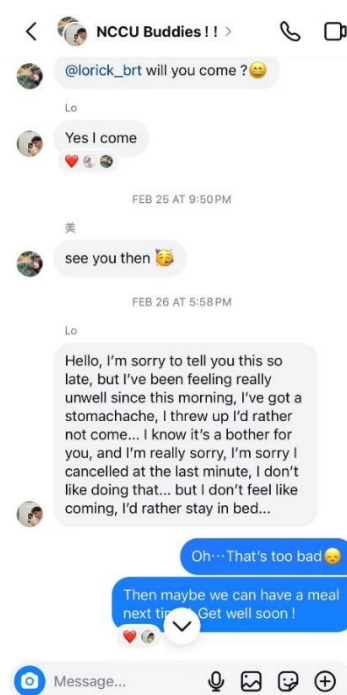 NCCU Buddies ! !
@lorick_brt will you come ?😄
Lo
Yes I come
FEB 25 AT 9:50 PM
美
see you then 🥳
FEB 26 AT 5:58 PM
Lo
Hello, I'm sorry to tell you this so
late, but I've been feeling really
unwell since this morning, I've got a
stomachache, I threw up I'd rather
not come... I know it's a bother for
you, and I'm really sorry, I'm sorry I
cancelled at the last minute, I don't
like doing that... but I don't feel like
coming, I'd rather stay in bed...
Oh⋯That's too bad😞
Then maybe we can have a meal
next Get well soon !
Message...